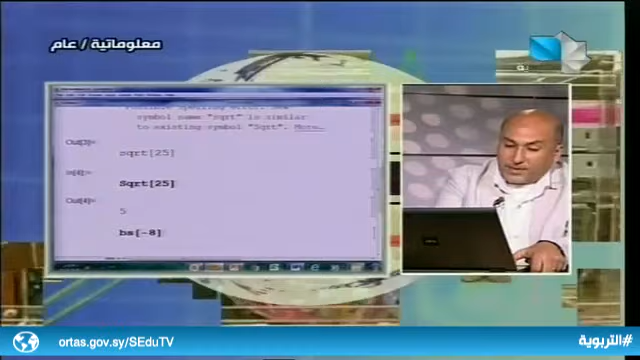 معلوماتية / عام
symbol name "sqrt" is similar
to existing symbol "Sqrt". More…
Out[3]=
sqrt[25]
In[4]:=
Sqrt[25]
Out[4]=
5
bs[-8]
ortas.gov.sy/SEduTV
#التربوية